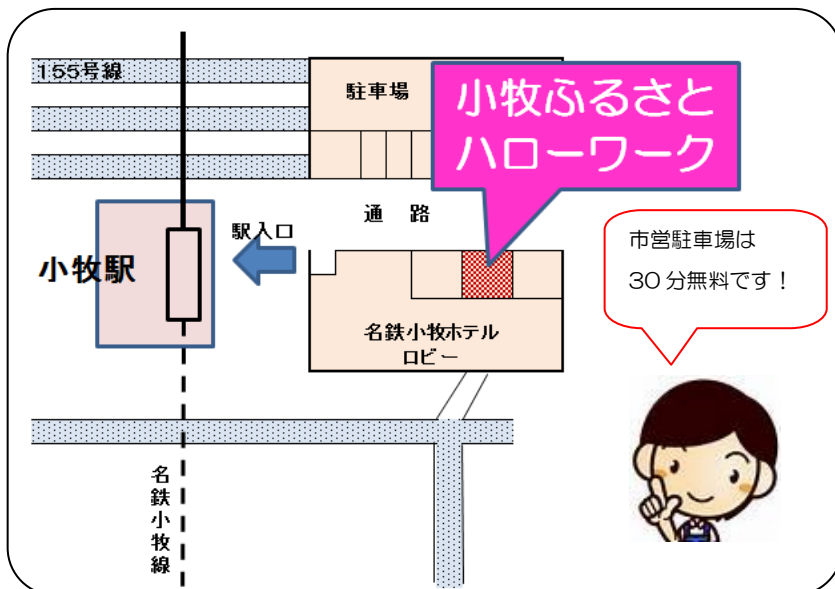 155号線
駐車場
小牧ふるさと
ハローワーク
通 路
駅入口
小牧駅
市営駐車場は
30分無料です！
名鉄小牧ホテル
ロビー
名鉄小牧線